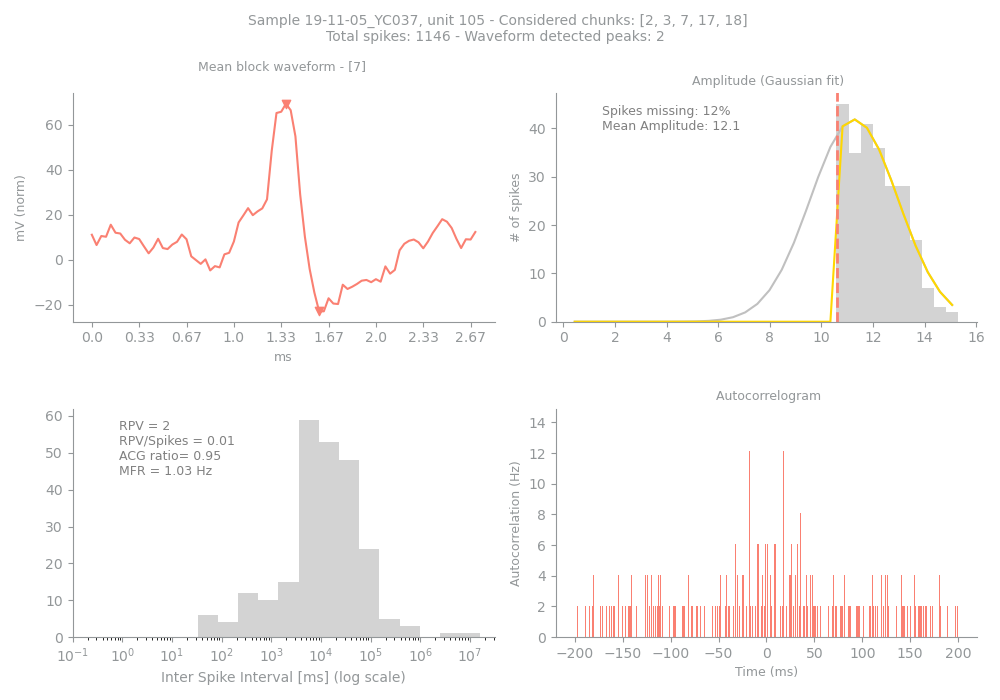 Sample 19-11-05_YC037, unit 105 - Considered chunks: [2, 3, 7, 17, 18]
Total spikes: 1146 - Waveform detected peaks: 2
Mean block waveform - [7]
mV (norm)
60
40
20
0
−20
0.0 0.33 0.67 1.0 1.33 1.67 2.0 2.33 2.67
ms
Amplitude (Gaussian fit)
Spikes missing: 12%
Mean Amplitude: 12.1
# of spikes
40
30
20
10
0
0 2 4 6 8 10 12 14 16
RPV = 2
RPV/Spikes = 0.01
ACG ratio= 0.95
MFR = 1.03 Hz
60
50
40
30
20
10
0
10⁻¹ 10⁰ 10¹ 10² 10³ 10⁴ 10⁵ 10⁶ 10⁷
Inter Spike Interval [ms] (log scale)
Autocorrelogram
Autocorrelation (Hz)
14
12
10
8
6
4
2
0
−200 −150 −100 −50 0 50 100 150 200
Time (ms)